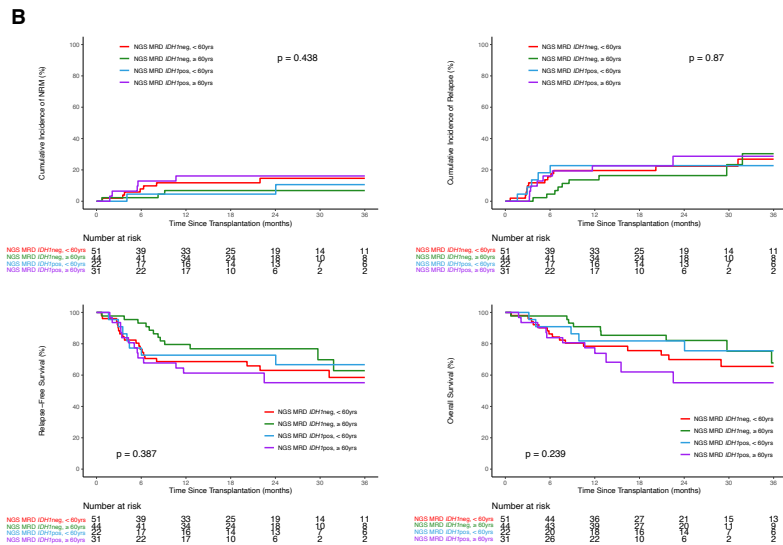 B
Cumulative Incidence of NRM (%)
100
80
60
40
20
0
NGS MRD IDH1neg, < 60yrs
NGS MRD IDH1neg, ≥ 60yrs
NGS MRD IDH1pos, < 60yrs
NGS MRD IDH1pos, ≥ 60yrs
p = 0.438
0 6 12 18 24 30 36
Time Since Transplantation (months)
Number at risk
NGS MRD IDH1neg, < 60yrs 51 39 33 25 19 14 11
NGS MRD IDH1neg, ≥ 60yrs 44 41 34 24 18 10 8
NGS MRD IDH1pos, < 60yrs 22 17 16 14 13 7 6
NGS MRD IDH1pos, ≥ 60yrs 31 22 17 10 6 2 2
Cumulative Incidence of Relapse (%)
100
80
60
40
20
0
NGS MRD IDH1neg, < 60yrs
NGS MRD IDH1neg, ≥ 60yrs
NGS MRD IDH1pos, < 60yrs
NGS MRD IDH1pos, ≥ 60yrs
p = 0.87
0 6 12 18 24 30 36
Time Since Transplantation (months)
Number at risk
NGS MRD IDH1neg, < 60yrs 51 39 33 25 19 14 11
NGS MRD IDH1neg, ≥ 60yrs 44 41 34 24 18 10 8
NGS MRD IDH1pos, < 60yrs 22 17 16 14 13 7 6
NGS MRD IDH1pos, ≥ 60yrs 31 22 17 10 6 2 2
Relapse−Free Survival (%)
100
80
60
40
20
0
NGS MRD IDH1neg, < 60yrs
NGS MRD IDH1neg, ≥ 60yrs
NGS MRD IDH1pos, < 60yrs
NGS MRD IDH1pos, ≥ 60yrs
p = 0.387
0 6 12 18 24 30 36
Time Since Transplantation (months)
Number at risk
NGS MRD IDH1neg, < 60yrs 51 39 33 25 19 14 11
NGS MRD IDH1neg, ≥ 60yrs 44 41 34 24 18 10 8
NGS MRD IDH1pos, < 60yrs 22 17 16 14 13 7 6
NGS MRD IDH1pos, ≥ 60yrs 31 22 17 10 6 2 2
Overall Survival (%)
100
80
60
40
20
0
NGS MRD IDH1neg, < 60yrs
NGS MRD IDH1neg, ≥ 60yrs
NGS MRD IDH1pos, < 60yrs
NGS MRD IDH1pos, ≥ 60yrs
p = 0.239
0 6 12 18 24 30 36
Time Since Transplantation (months)
Number at risk
NGS MRD IDH1neg, < 60yrs 51 44 36 27 21 15 13
NGS MRD IDH1neg, ≥ 60yrs 44 43 39 27 20 11 9
NGS MRD IDH1pos, < 60yrs 22 20 18 16 14 7 6
NGS MRD IDH1pos, ≥ 60yrs 31 26 22 10 6 2 2